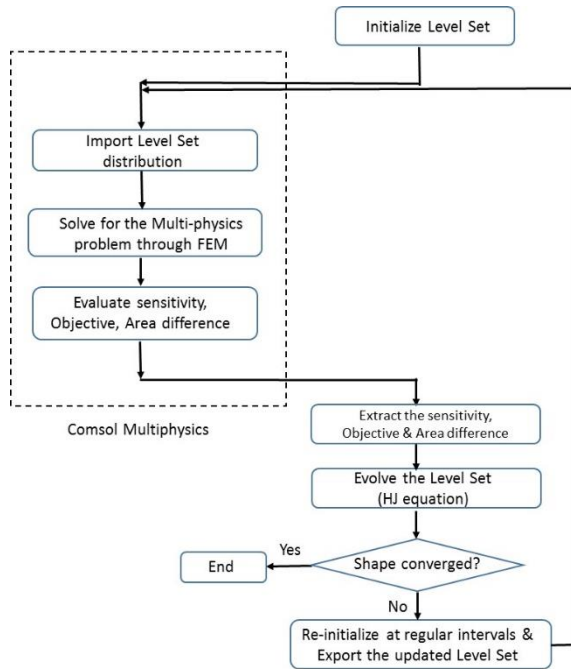 Initialize Level Set
Import Level Set
distribution
Solve for the Multi-physics
problem through FEM
Evaluate sensitivity,
Objective, Area difference
Comsol Multiphysics
Extract the sensitivity,
Objective & Area difference
Evolve the Level Set
(HJ equation)
Shape converged?
Yes
End
No
Re-initialize at regular intervals &
Export the updated Level Set